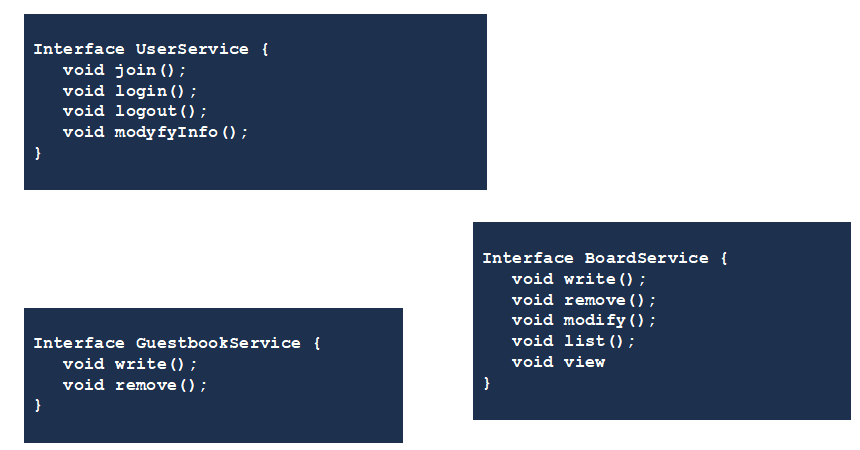 Interface UserService {
void join();
void login();
void logout();
void modyfyInfo();
}
Interface GuestbookService {
void write();
void remove();
}
Interface BoardService {
void write();
void remove();
void modify();
void list();
void view
}